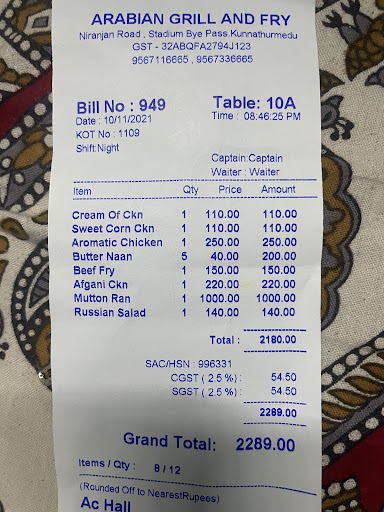 ARABIAN GRILL AND FRY
Niranjan Road , Stadium Bye Pass,Kunnathurmedu
GST - 32ABQFA2794J123
9567116665 , 9567336665
Bill No : 949 Table: 10A
Date : 10/11/2021 Time : 08:46:25 PM
KOT No : 1109
Shift:Night
Captain:Captain
Waiter : Waiter
Item Qty Price Amount
Cream Of Ckn 1 110.00 110.00
Sweet Corn Ckn 1 110.00 110.00
Aromatic Chicken 1 250.00 250.00
Butter Naan 5 40.00 200.00
Beef Fry 1 150.00 150.00
Afgani Ckn 1 220.00 220.00
Mutton Ran 1 1000.00 1000.00
Russian Salad 1 140.00 140.00
Total : 2180.00
SAC/HSN : 996331
CGST ( 2.5 %) : 54.50
SGST ( 2.5 %) : 54.50
2289.00
Grand Total: 2289.00
Items / Qty : 8 / 12
(Rounded Off to NearestRupees)
Ac Hall